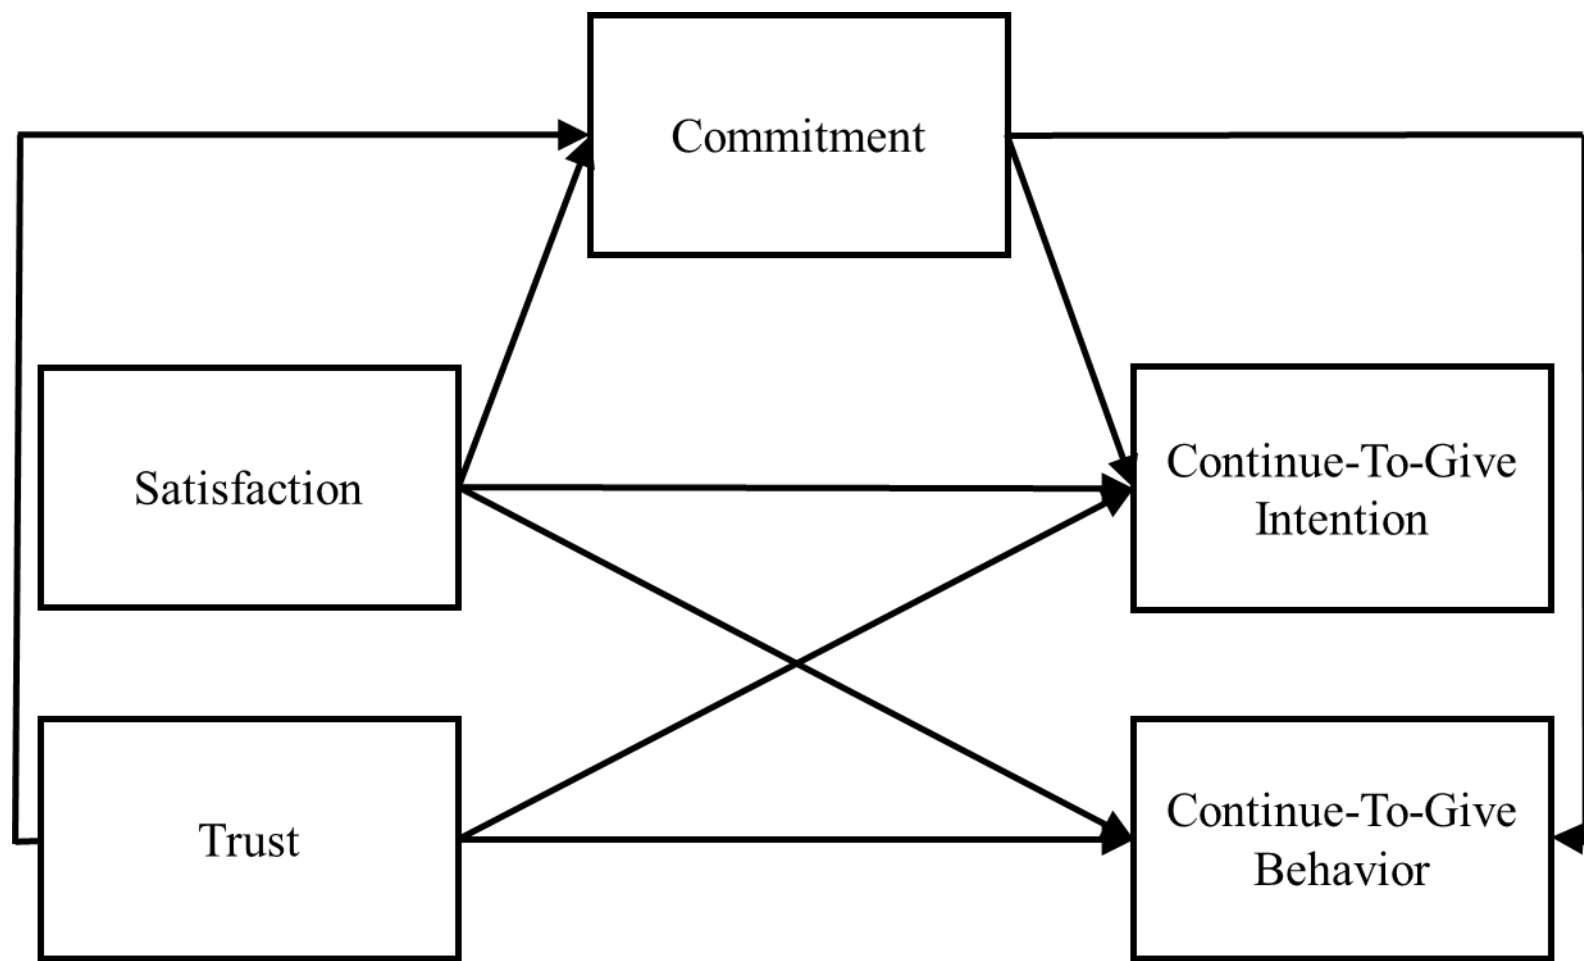 Commitment
Satisfaction
Continue-To-Give
Intention
Trust
Continue-To-Give
Behavior